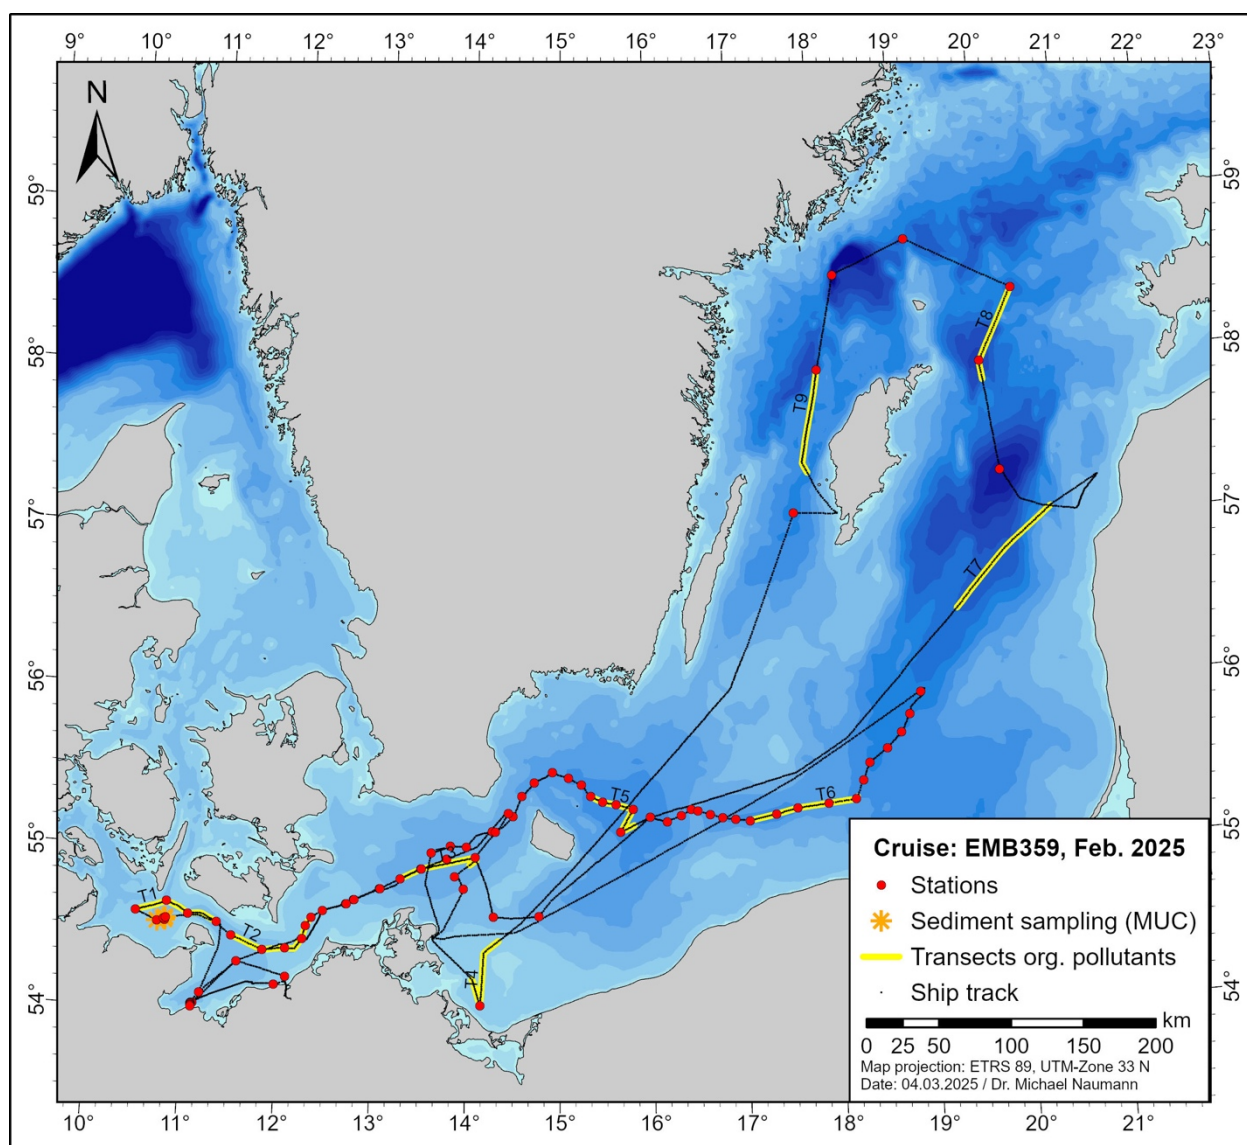 9° 10° 11° 12° 13° 14° 15° 16° 17° 18° 19° 20° 21° 22° 23°
N
59° 59°
58° 58°
57° 57°
56° 56°
55° 55°
54° 54°
T8
T9
T7
T5
T6
T1
T2
T4
Cruise: EMB359, Feb. 2025
Stations
Sediment sampling (MUC)
Transects org. pollutants
Ship track
km
0 25 50 100 150 200
Map projection: ETRS 89, UTM-Zone 33 N
Date: 04.03.2025 / Dr. Michael Naumann
10° 11° 12° 13° 14° 15° 16° 17° 18° 19° 20° 21°